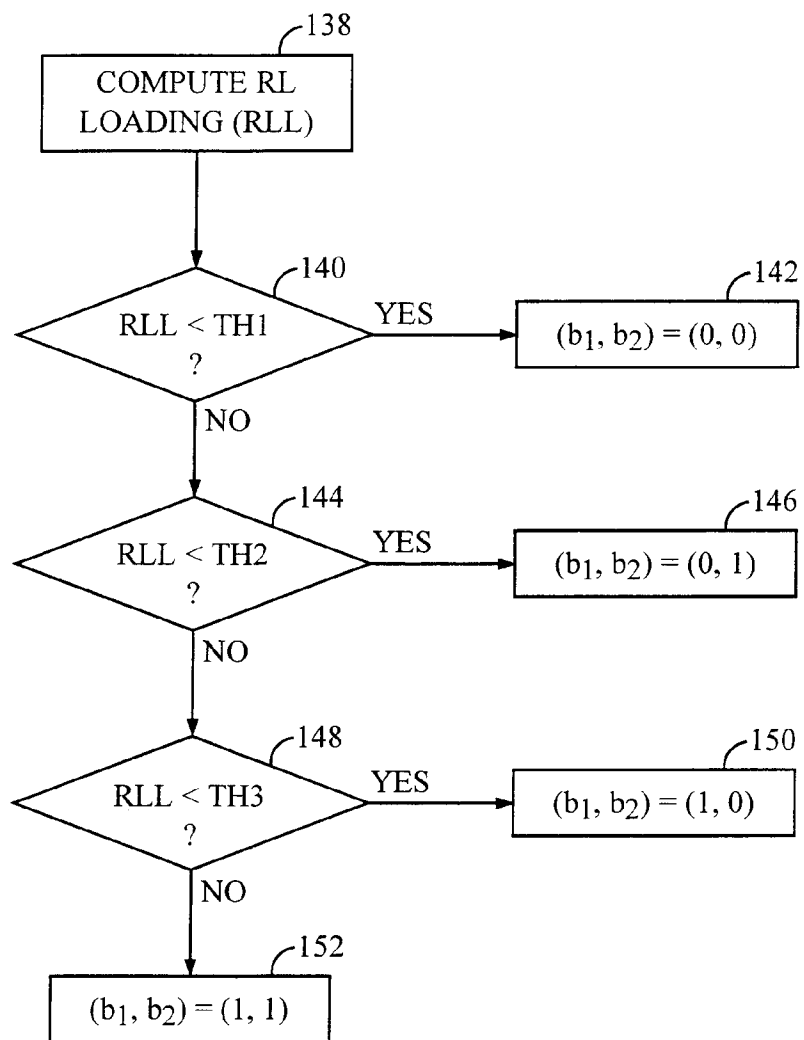 138
COMPUTE RL
LOADING (RLL)
140
RLL < TH1
?
YES
142
(b₁, b₂) = (0, 0)
NO
144
RLL < TH2
?
YES
146
(b₁, b₂) = (0, 1)
NO
148
RLL < TH3
?
YES
150
(b₁, b₂) = (1, 0)
NO
152
(b₁, b₂) = (1, 1)